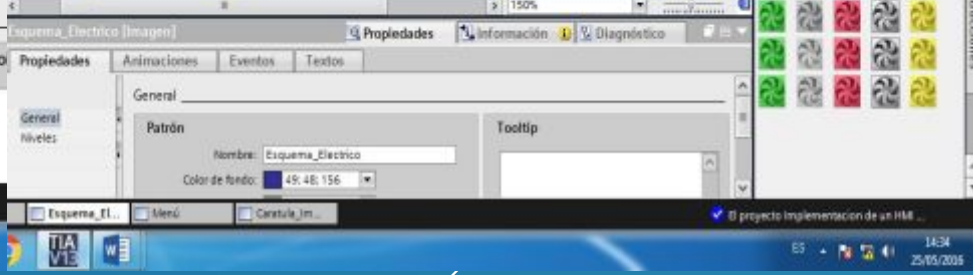 150%
Esquema_Electrico [Imagen]
Propiedades
Información
Diagnóstico
Propiedades
Animaciones
Eventos
Textos
General
General
Niveles
Patrón
Tooltip
Nombre: Esquema_Electrico
Color de fondo: 49; 48; 156
Esquema_El...
Menú
Caratula_Im...
El proyecto Implementacion de un HMI ...
TIA
V13
W
ES
14:34
25/05/2016